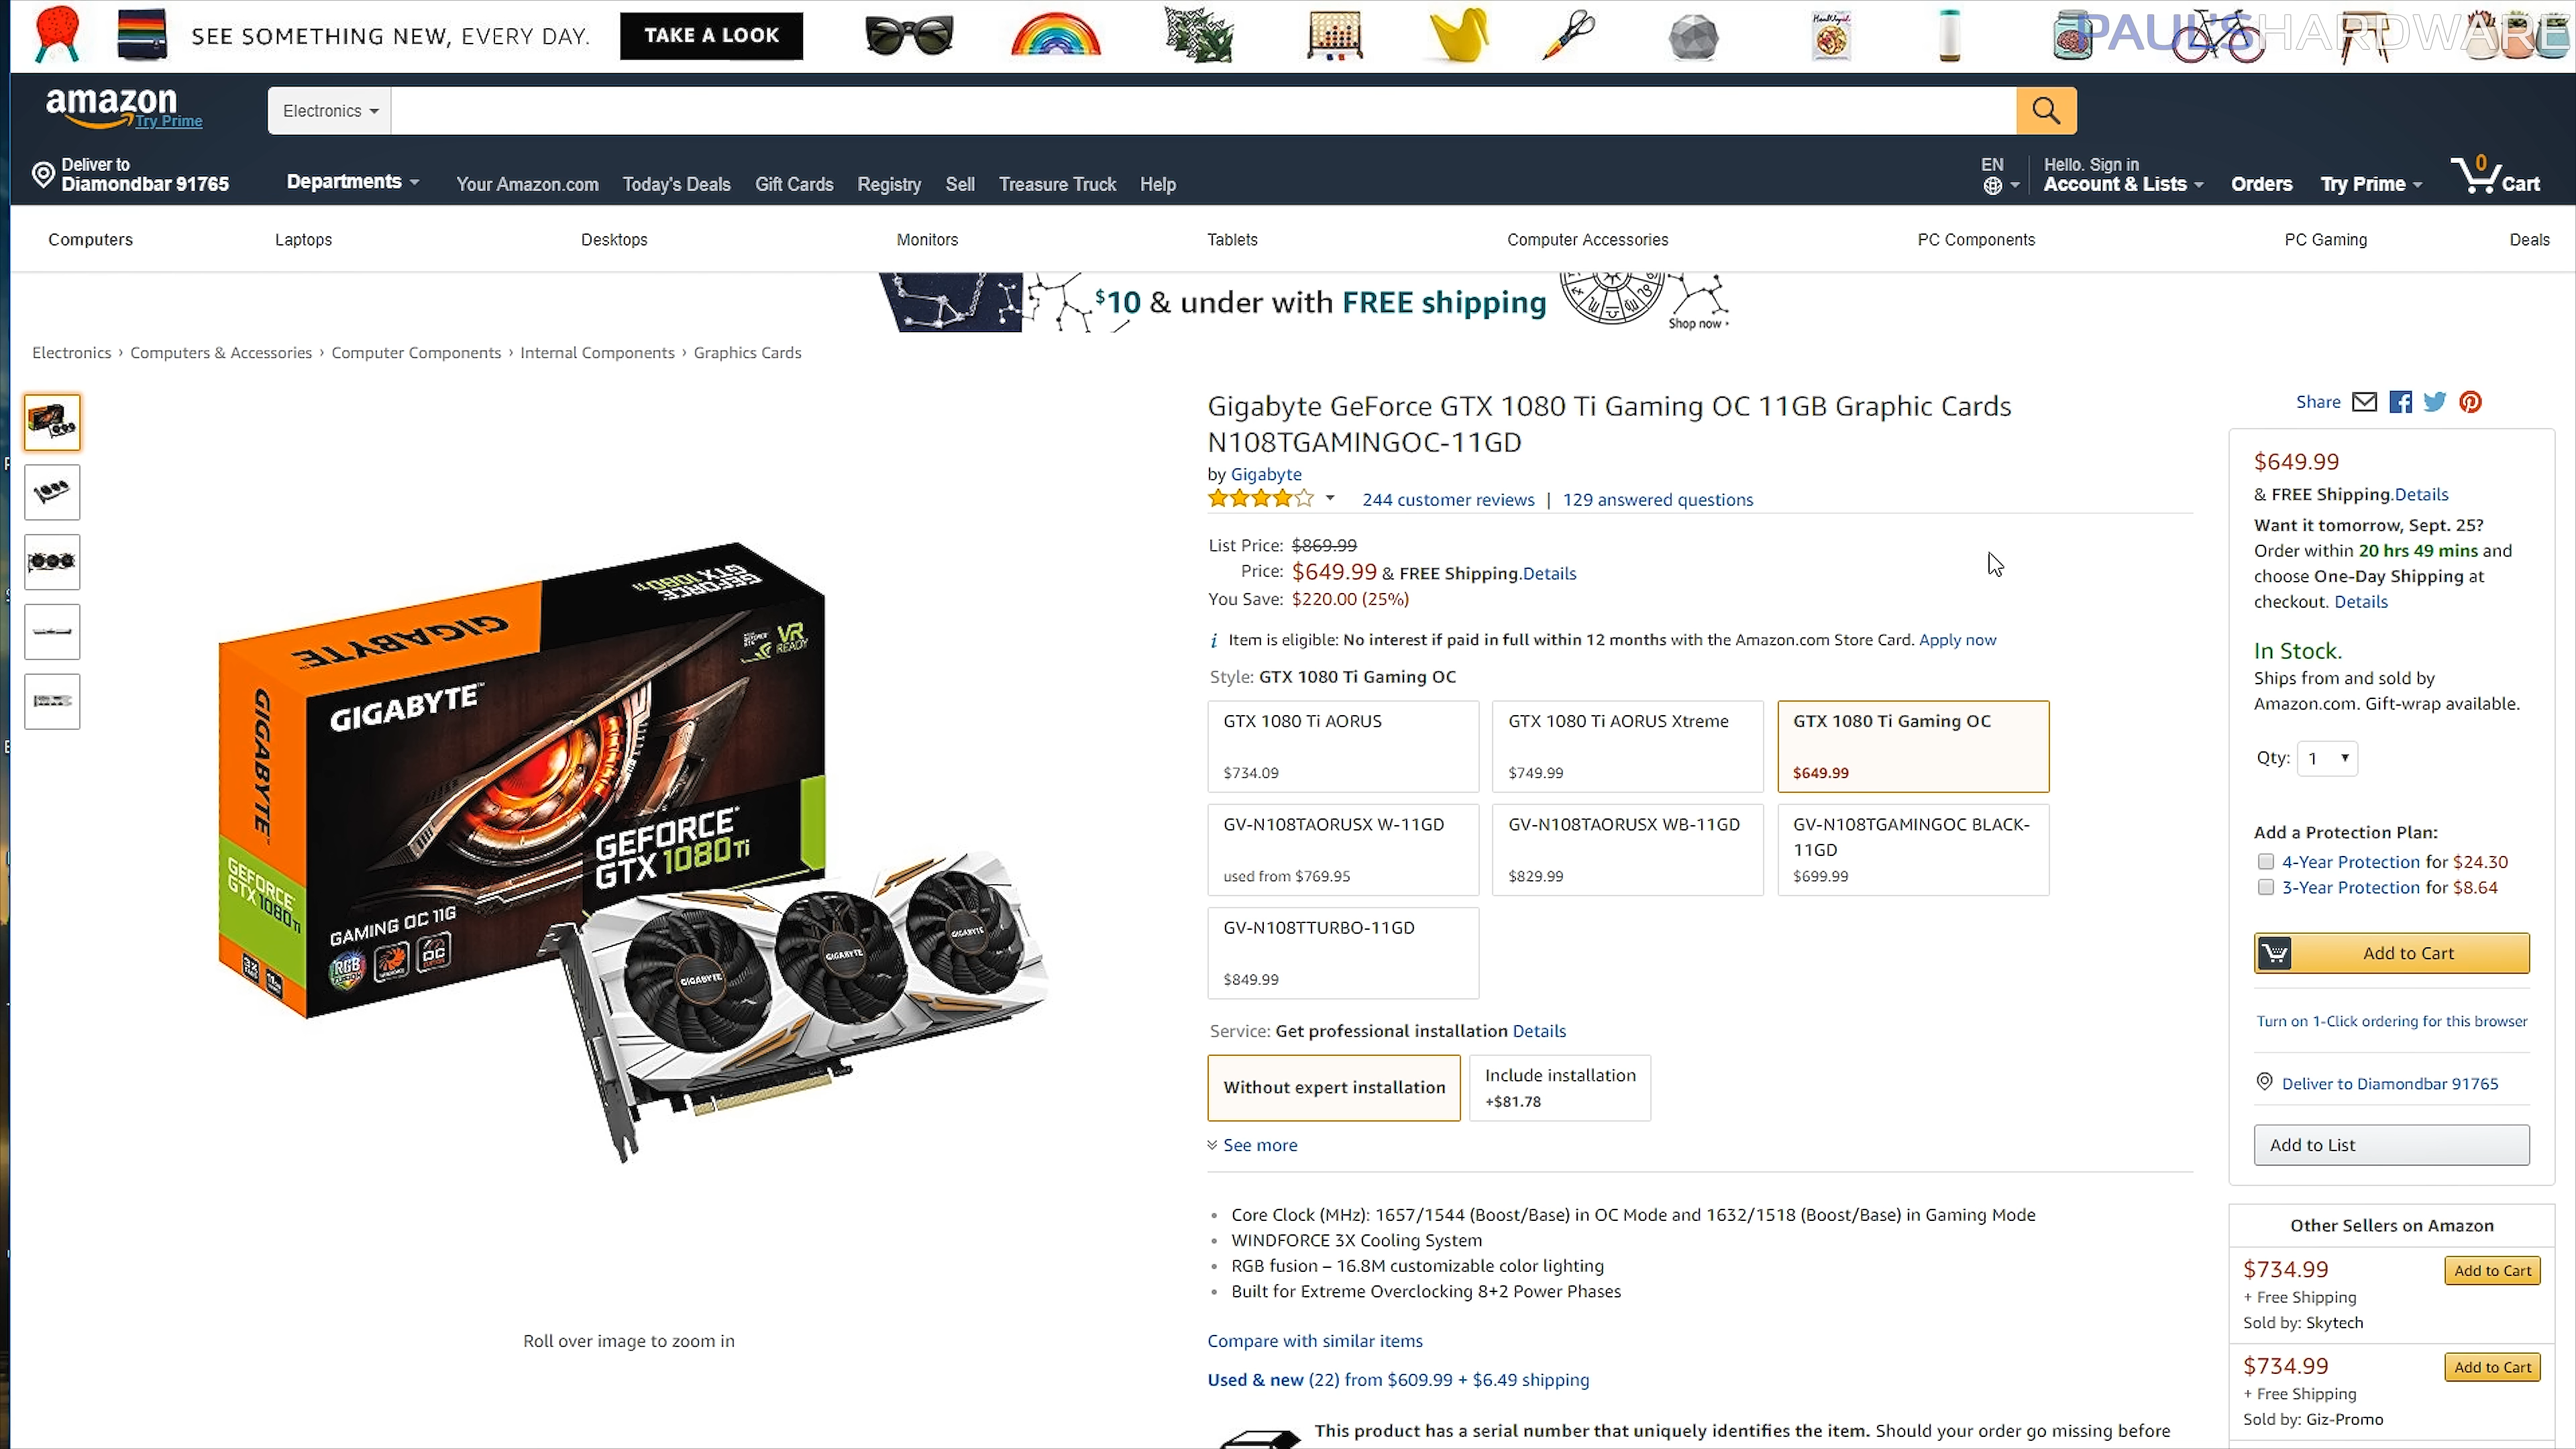 SEE SOMETHING NEW, EVERY DAY.
TAKE A LOOK
PAUL'SHARDWARE
amazon
Try Prime
Electronics
Deliver to
Diamondbar 91765
Departments
Your Amazon.com
Today's Deals
Gift Cards
Registry
Sell
Treasure Truck
Help
EN
Hello. Sign in
Account & Lists
Orders
Try Prime
0
Cart
Computers
Laptops
Desktops
Monitors
Tablets
Computer Accessories
PC Components
PC Gaming
Deals
$10 & under with FREE shipping
Shop now ›
Electronics › Computers & Accessories › Computer Components › Internal Components › Graphics Cards
GIGABYTE
GEFORCE
GTX 1080 Ti
GIGABYTE
GIGABYTE
VR
READY
GEFORCE
GTX 1080 Ti
GEFORCE
GTX 1080 Ti
GAMING OC 11G
RGB
OC
GIGABYTE
GIGABYTE
GIGABYTE
Roll over image to zoom in
Gigabyte GeForce GTX 1080 Ti Gaming OC 11GB Graphic Cards
N108TGAMINGOC-11GD
by Gigabyte
244 customer reviews | 129 answered questions
List Price: $869.99
Price: $649.99 & FREE Shipping.Details
You Save: $220.00 (25%)
i Item is eligible: No interest if paid in full within 12 months with the Amazon.com Store Card. Apply now
Style: GTX 1080 Ti Gaming OC
GTX 1080 Ti AORUS
$734.09
GTX 1080 Ti AORUS Xtreme
$749.99
GTX 1080 Ti Gaming OC
$649.99
GV-N108TAORUSX W-11GD
used from $769.95
GV-N108TAORUSX WB-11GD
$829.99
GV-N108TGAMINGOC BLACK-
11GD
$699.99
GV-N108TTURBO-11GD
$849.99
Service: Get professional installation Details
Without expert installation
Include installation
+$81.78
See more
• Core Clock (MHz): 1657/1544 (Boost/Base) in OC Mode and 1632/1518 (Boost/Base) in Gaming Mode
• WINDFORCE 3X Cooling System
• RGB fusion – 16.8M customizable color lighting
• Built for Extreme Overclocking 8+2 Power Phases
Compare with similar items
Used & new (22) from $609.99 + $6.49 shipping
This product has a serial number that uniquely identifies the item. Should your order go missing before
Share
$649.99
& FREE Shipping.Details
Want it tomorrow, Sept. 25?
Order within 20 hrs 49 mins and
choose One-Day Shipping at
checkout. Details
In Stock.
Ships from and sold by
Amazon.com. Gift-wrap available.
Qty: 1
Add a Protection Plan:
4-Year Protection for $24.30
3-Year Protection for $8.64
Add to Cart
Turn on 1-Click ordering for this browser
Deliver to Diamondbar 91765
Add to List
Other Sellers on Amazon
$734.99
Add to Cart
+ Free Shipping
Sold by: Skytech
$734.99
Add to Cart
+ Free Shipping
Sold by: Giz-Promo